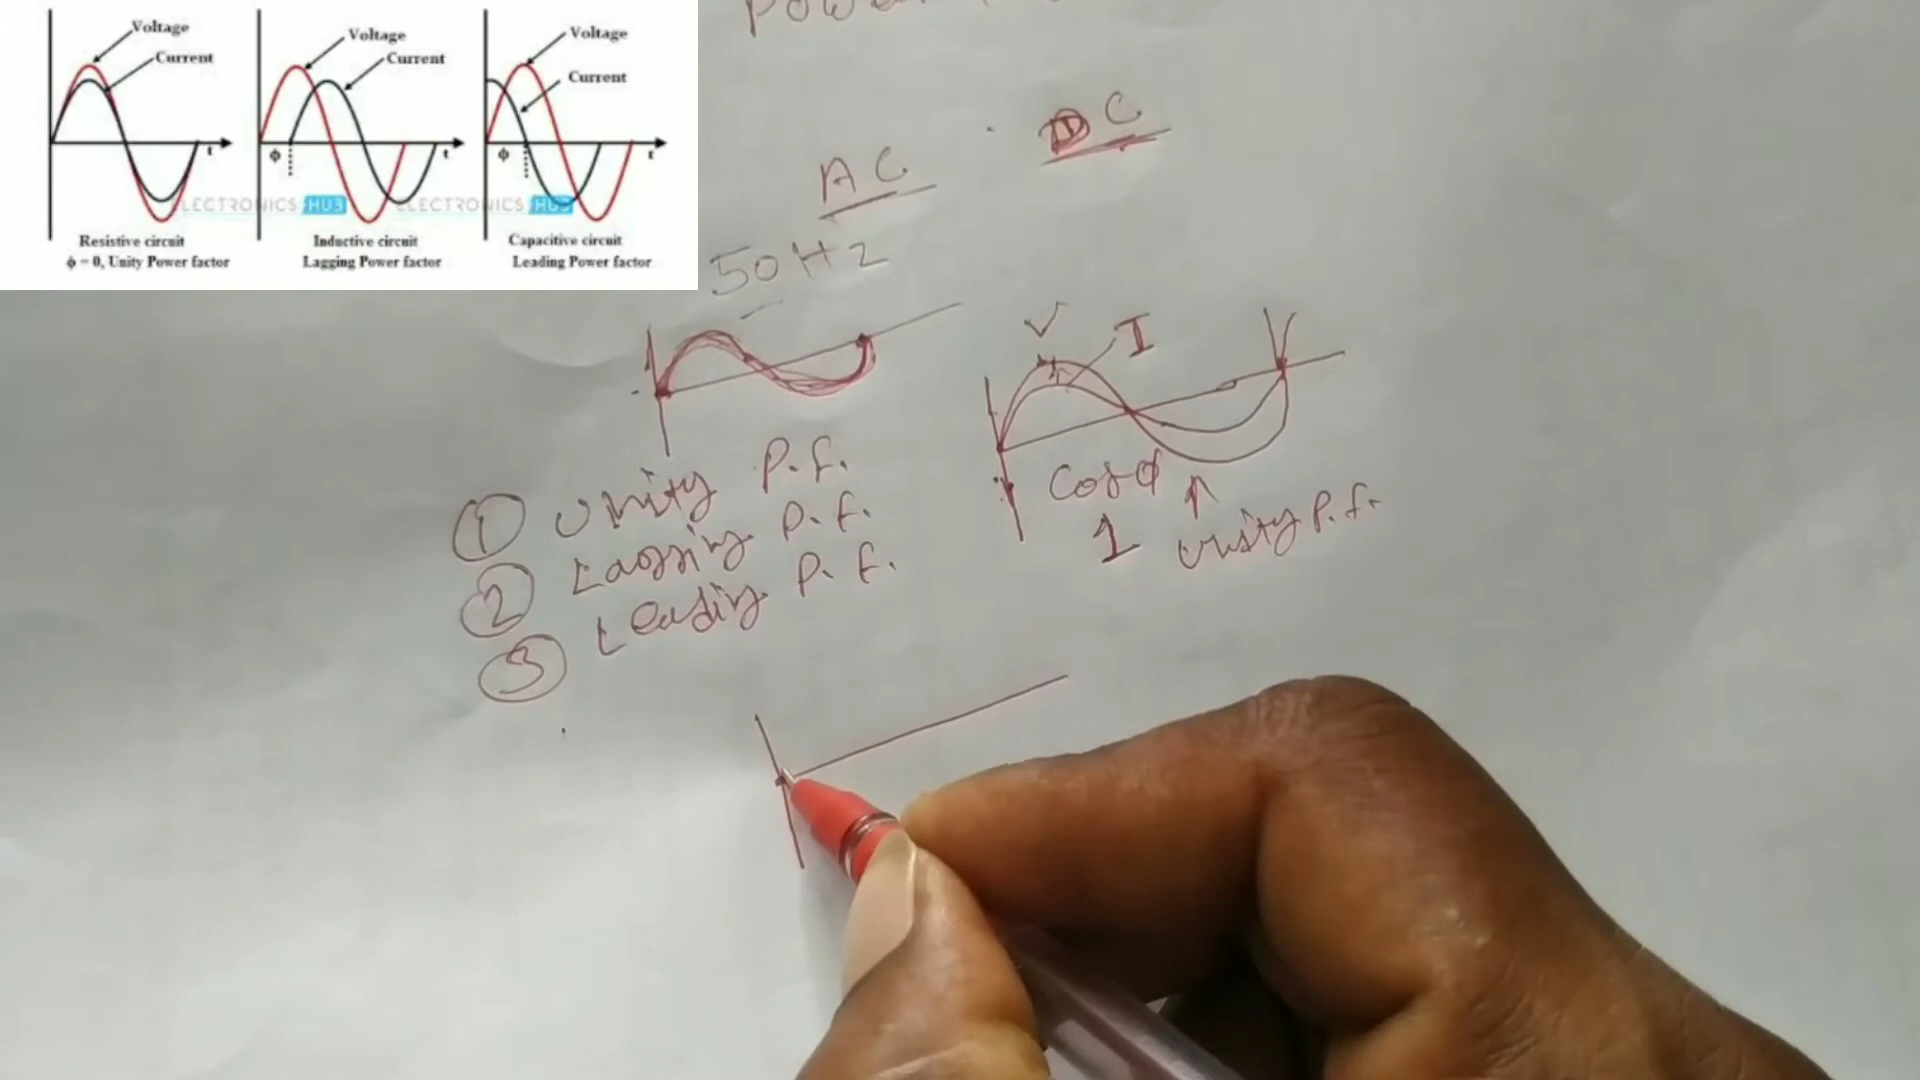 Voltage
Current
t
Voltage
Current
ϕ
t
Voltage
Current
ϕ
t
ELECTRONICS HUB
ELECTRONICS HUB
Resistive circuit
ϕ = 0, Unity Power factor
Inductive circuit
Lagging Power factor
Capacitive circuit
Leading Power factor
Power
DC
AC
50Hz
V
I
① Unity P.f.
② Lagging P.f.
③ Leading P.f.
Cosϕ
1
unity P.f.